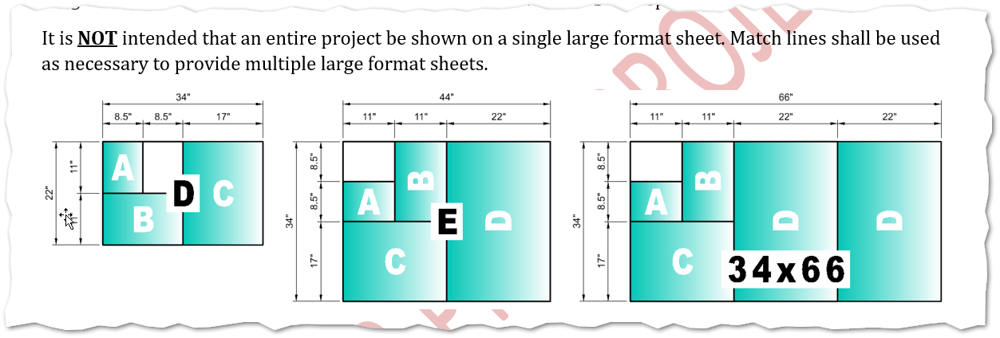 It is NOT intended that an entire project be shown on a single large format sheet. Match lines shall be used
as necessary to provide multiple large format sheets.
34" 44" 66"
8.5" 8.5" 17" 11" 11" 22" 11" 11" 22" 22"
22" 11" 34" 8.5" 8.5" 17" 34" 8.5" 8.5" 17"
A B C D
A B C D E
A B C D D 34x66